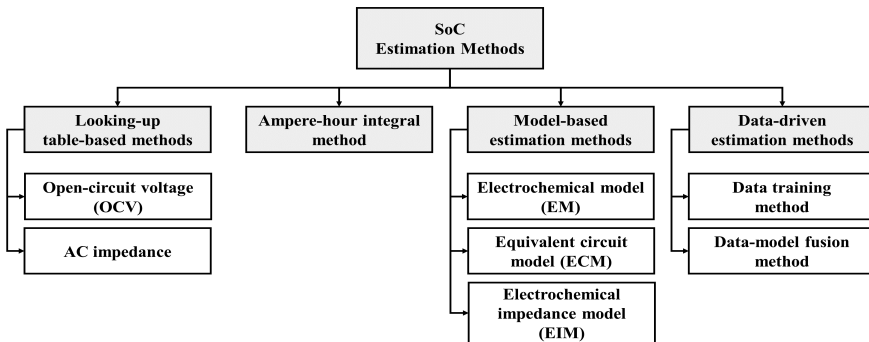 SoC
Estimation Methods
Looking-up
table-based methods
Ampere-hour integral
method
Model-based
estimation methods
Data-driven
estimation methods
Open-circuit voltage
(OCV)
AC impedance
Electrochemical model
(EM)
Equivalent circuit
model (ECM)
Electrochemical
impedance model
(EIM)
Data training
method
Data-model fusion
method